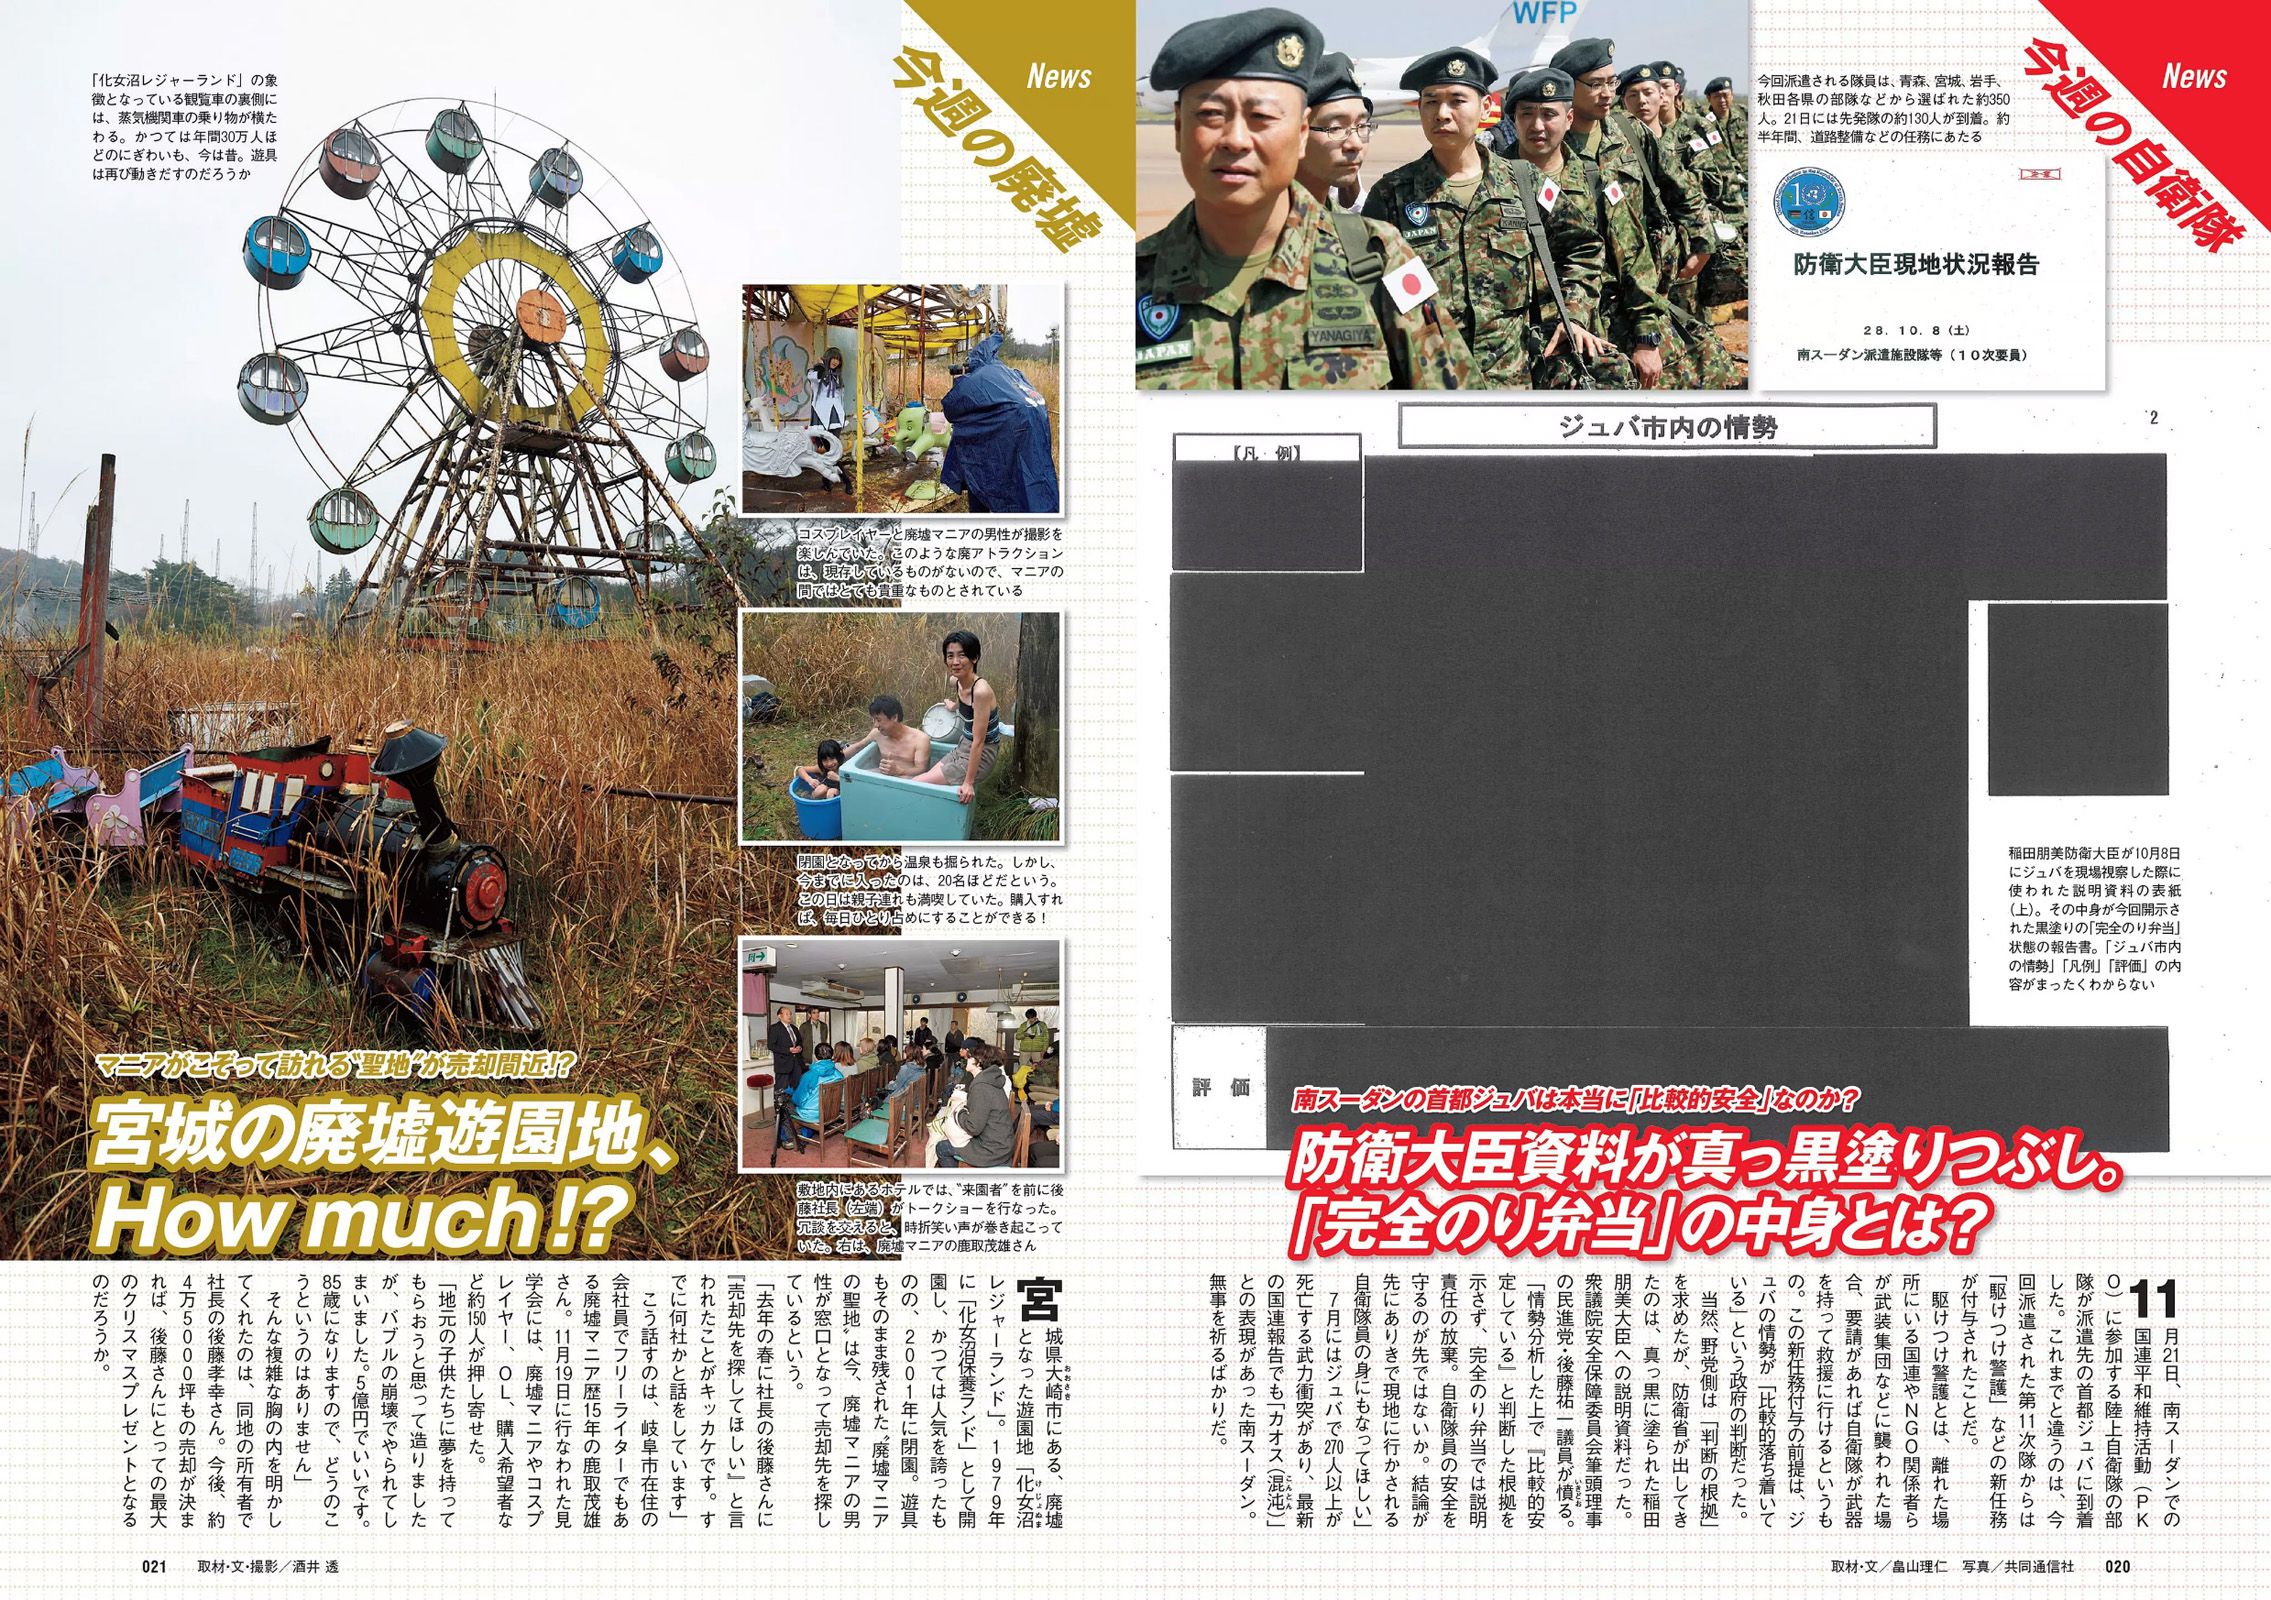 News
今週の自衛隊
今回派遣される隊員は、青森、宮城、岩手、
秋田各県の部隊などから選ばれた約350
人。21日には先発隊の約130人が到着。約
半年間、道路整備などの任務にあたる
WFP
JAPAN
YANAGIYA
JAPAN
防衛大臣現地状況報告
28．10．8（土）
南スーダン派遣施設隊等（10次要員）
2
ジュバ市内の情勢
【凡　例】
評　価
稲田朋美防衛大臣が10月8日
にジュバを現場視察した際に
使われた説明資料の表紙
（上）。その中身が今回開示さ
れた黒塗りの「完全のり弁当」
状態の報告書。「ジュバ市内
の情勢」「凡例」「評価」の内
容がまったくわからない
南スーダンの首都ジュバは本当に「比較的安全」なのか？
防衛大臣資料が真っ黒塗りつぶし。
「完全のり弁当」の中身とは？
11月21日、南スーダンでの
国連平和維持活動（PK
O）に参加する陸上自衛隊の部
隊が派遣先の首都ジュバに到着
した。これまでと違うのは、今
回派遣された第11次隊からは
「駆けつけ警護」などの新任務
が付与されたことだ。
駆けつけ警護とは、離れた場
所にいる国連やNGO関係者ら
が武装集団などに襲われた場
合、要請があれば自衛隊が武器
を持って救援に行けるというも
の。この新任務付与の前提は、ジ
ュバの情勢が「比較的落ち着いて
いる」という政府の判断だった。
当然、野党側は「判断の根拠」
を求めたが、防衛省が出してき
たのは、真っ黒に塗られた稲田
朋美大臣への説明資料だった。
衆議院安全保障委員会筆頭理事
の民進党・後藤祐一議員が憤る。
「情勢分析した上で『比較的安
定している』と判断した根拠を
示さず、完全のり弁当では説明
責任の放棄。自衛隊員の安全を
守るのが先ではないか。結論が
先にありきで現地に行かされる
自衛隊員の身にもなってほしい」
7月にはジュバで270人以上が
死亡する武力衝突があり、最新
の国連報告でも「カオス（混沌）」
との表現があった南スーダン。
無事を祈るばかりだ。
取材・文／畠山理仁　写真／共同通信社　020
News
今週の廃墟
「化女沼レジャーランド」の象
徴となっている観覧車の裏側に
は、蒸気機関車の乗り物が横た
わる。かつては年間30万人ほ
どのにぎわいも、今は昔。遊具
は再び動きだすのだろうか
コスプレイヤーと廃墟マニアの男性が撮影を
楽しんでいた。このような廃アトラクション
は、現存しているものがないので、マニアの
間ではとても貴重なものとされている
閉園となってから温泉も掘られた。しかし、
今までに入ったのは、20名ほどだという。
この日は親子連れも満喫していた。購入すれ
ば、毎日ひとり占めにすることができる！
敷地内にあるホテルでは、〝来園者〟を前に後
藤社長（左端）がトークショーを行なった。
冗談を交えると、時折笑い声が巻き起こって
いた。右は、廃墟マニアの鹿取茂雄さん
マニアがこぞって訪れる〝聖地〟が売却間近!?
宮城の廃墟遊園地、
How much!?
宮城県大崎市にある、廃墟
となった遊園地「化女沼
レジャーランド」。1979年
に「化女沼保養ランド」として開
園し、かつては人気を誇ったも
のの、2001年に閉園。遊具
もそのまま残された〝廃墟マニア
の聖地〟は今、廃墟マニアの男
性が窓口となって売却先を探し
ているという。
「去年の春に社長の後藤さんに
『売却先を探してほしい』と言
われたことがキッカケです。す
でに何社かと話をしています」
こう話すのは、岐阜市在住の
会社員でフリーライターでもあ
る廃墟マニア歴15年の鹿取茂雄
さん。11月19日に行なわれた見
学会には、廃墟マニアやコスプ
レイヤー、OL、購入希望者な
ど約150人が押し寄せた。
「地元の子供たちに夢を持って
もらおうと思って造りました
が、バブルの崩壊でやられてし
まいました。5億円でいいです。
85歳になりますので、どうのこ
うというのはありません」
そんな複雑な胸の内を明かし
てくれたのは、同地の所有者で
社長の後藤孝幸さん。今後、約
4万5000坪もの売却が決ま
れば、後藤さんにとっての最大
のクリスマスプレゼントとなる
のだろうか。
021　取材・文・撮影／酒井 透